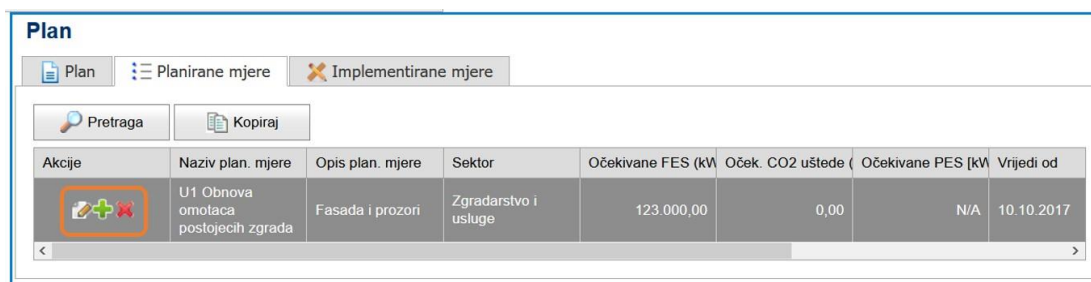 Plan
Plan Planirane mjere Implementirane mjere
Pretraga Kopiraj
Akcije Naziv plan. mjere Opis plan. mjere Sektor Očekivane FES (kW Oček. CO2 uštede ( Očekivane PES [kW Vrijedi od
U1 Obnova
omotaca
postojecih zgrada
Fasada i prozori
Zgradarstvo i
usluge
123.000,00 0,00 N/A 10.10.2017